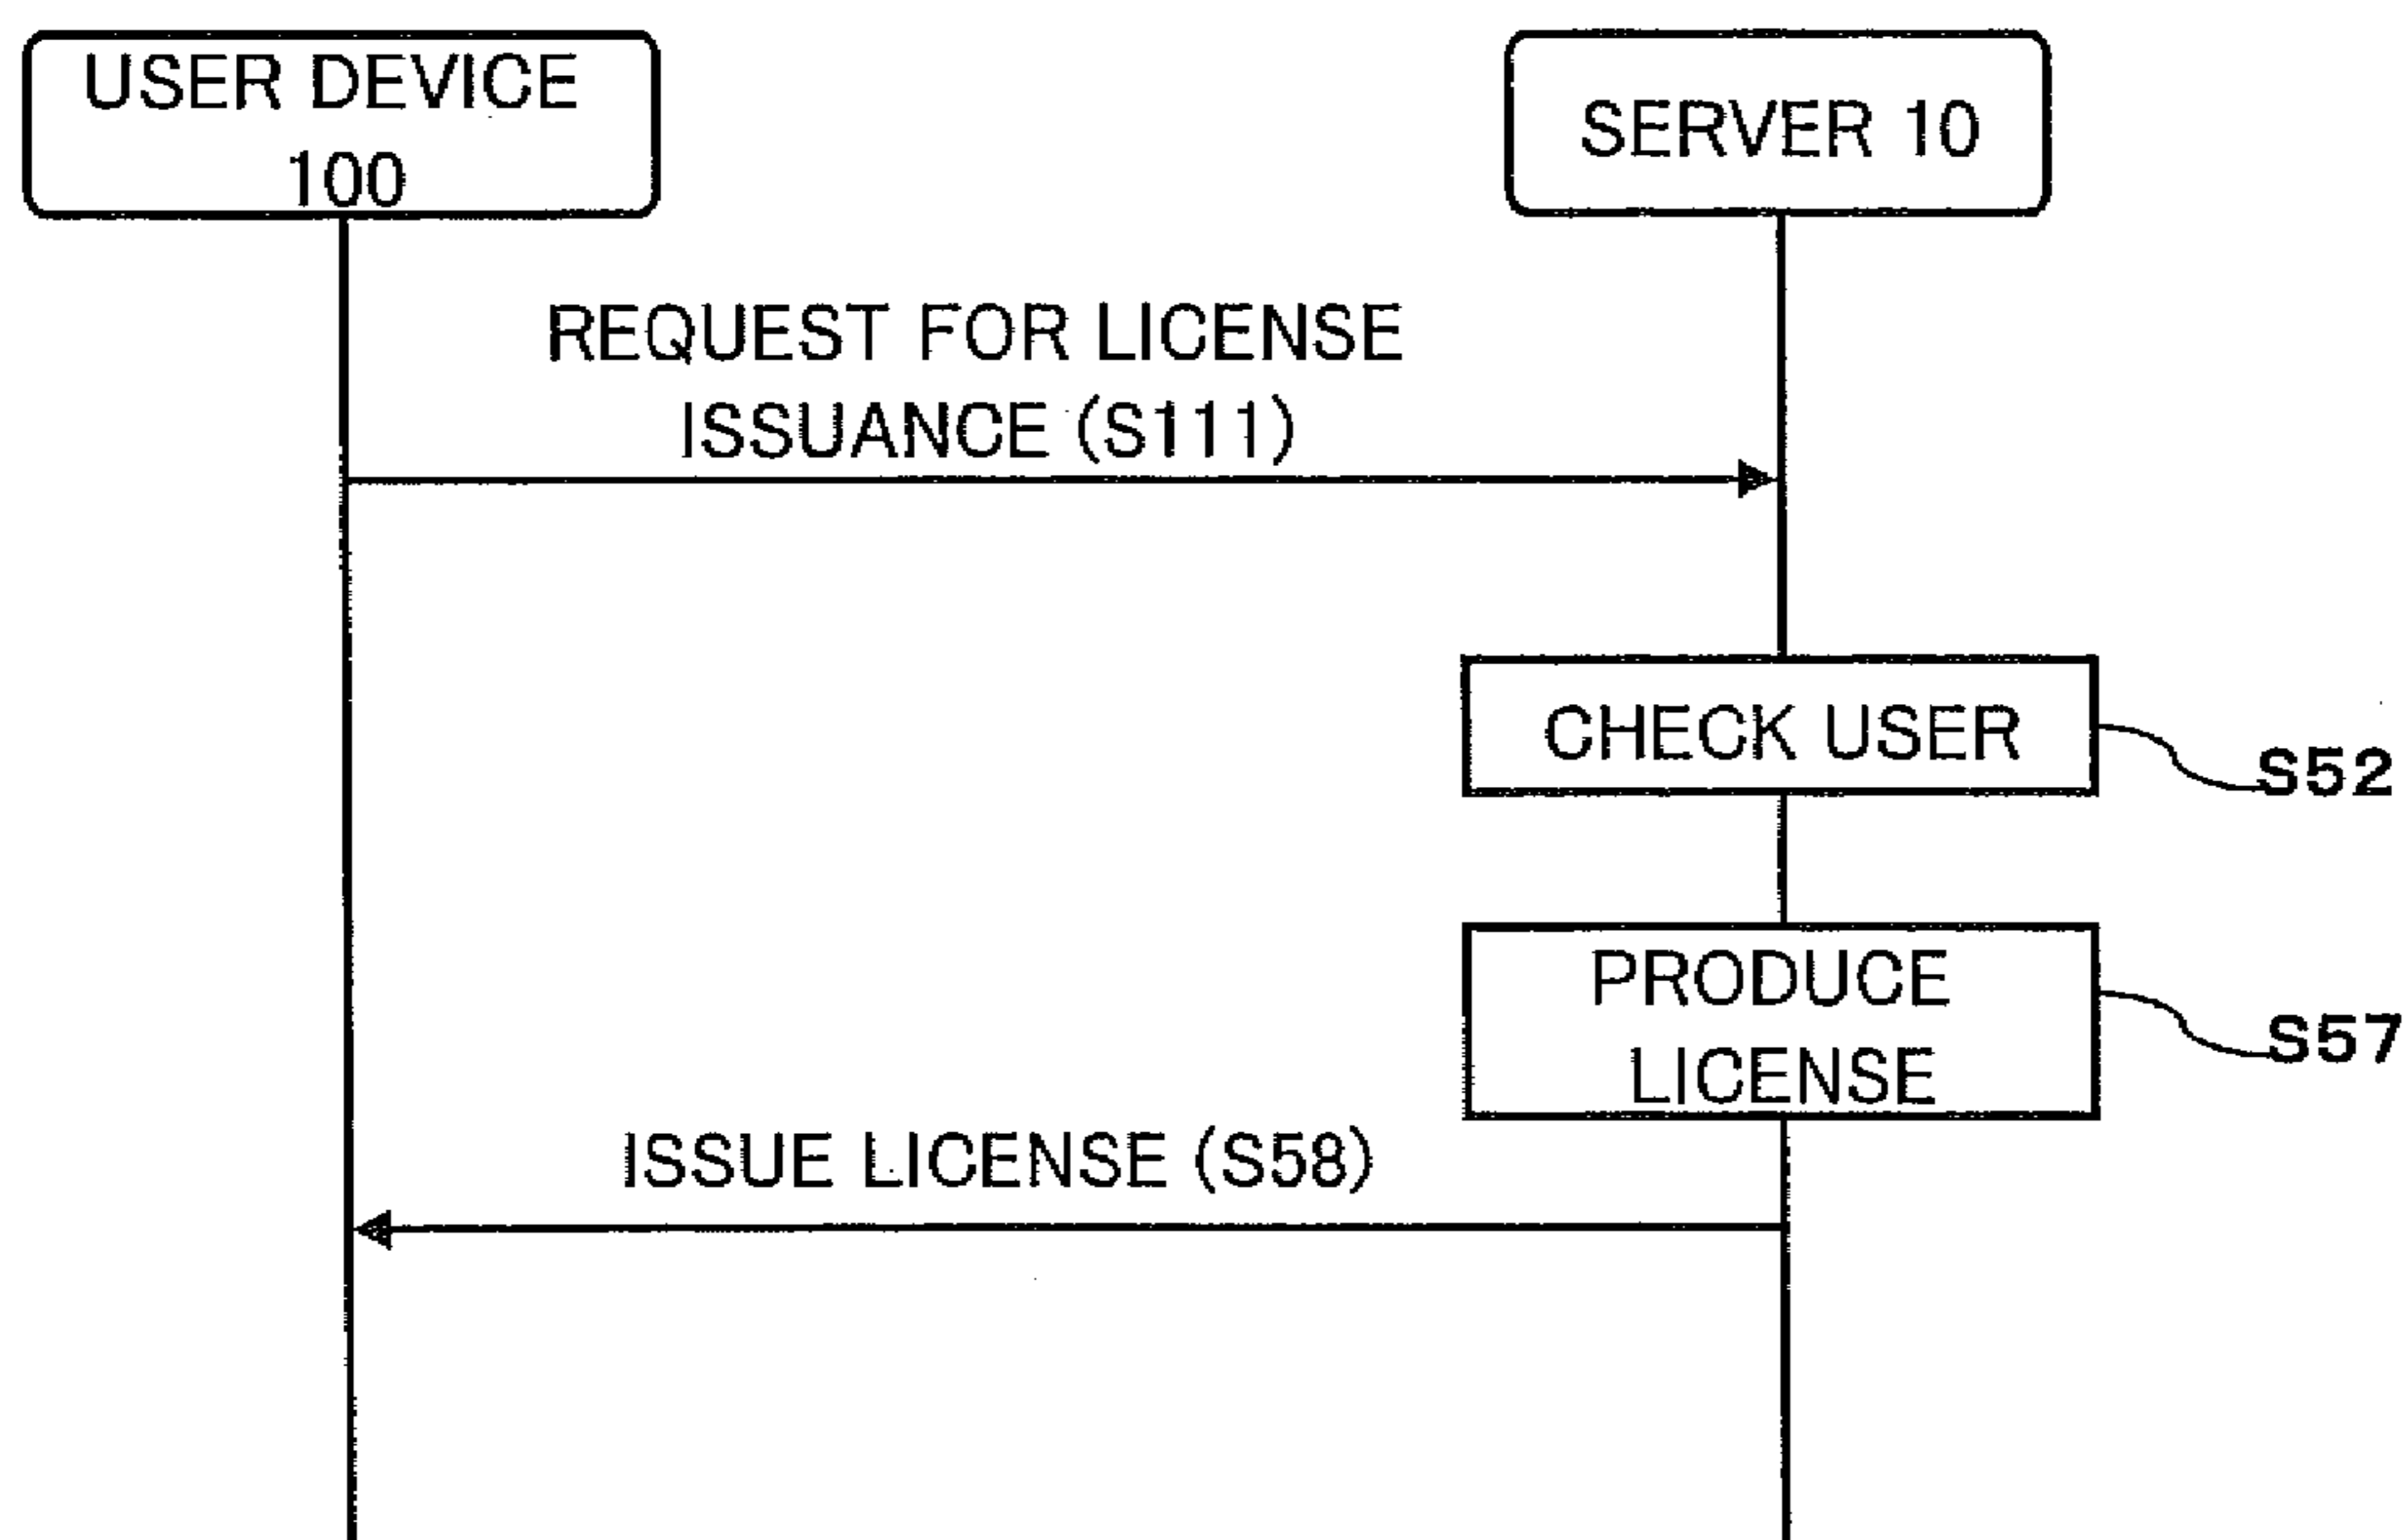 USER DEVICE
100
SERVER 10
REQUEST FOR LICENSE
ISSUANCE (S111)
CHECK USER
S52
PRODUCE
LICENSE
S57
ISSUE LICENSE (S58)